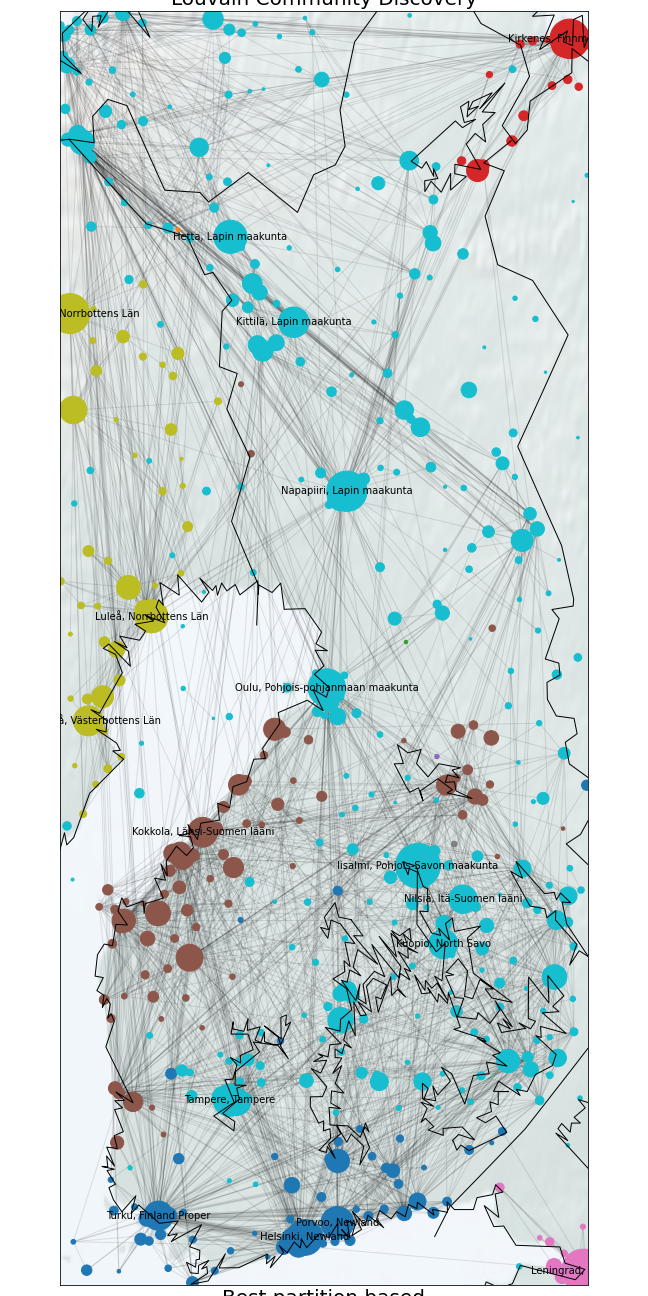 Louvain Community Discovery
Kirkenes, Finnm
Hetta, Lapin maakunta
Norrbottens Län
Kittilä, Lapin maakunta
Napapiiri, Lapin maakunta
Luleå, Norrbottens Län
Oulu, Pohjois-pohjanmaan maakunta
å, Västerbottens Län
Kokkola, Länsi-Suomen lääni
Iisalmi, Pohjois-Savon maakunta
Nilsiä, Itä-Suomen lääni
Kuopio, North Savo
Tampere, Tampere
Turku, Finland Proper
Porvoo, Newland
Helsinki, Newland
Leningrad,
Best partition based